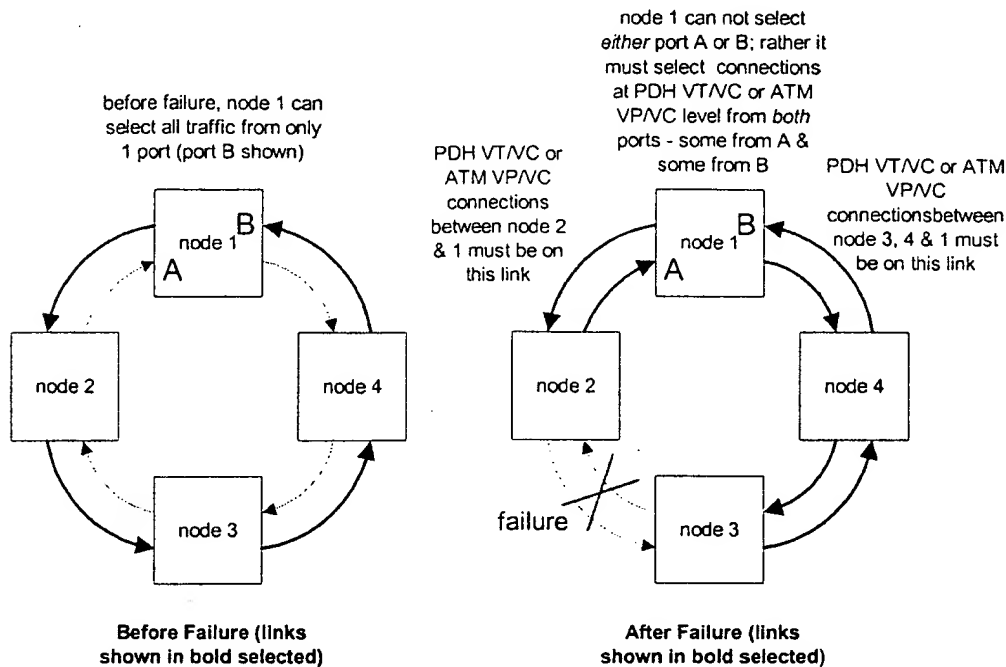 before failure, node 1 can
select all traffic from only
1 port (port B shown)
node 1
B
A
node 2
node 4
node 3
Before Failure (links
shown in bold selected)
node 1 can not select
either port A or B; rather it
must select connections
at PDH VT/VC or ATM
VP/VC level from both
ports - some from A &
some from B
PDH VT/VC or
ATM VP/VC
connections
between node 2
& 1 must be on
this link
PDH VT/VC or ATM
VP/VC
connectionsbetween
node 3, 4 & 1 must
be on this link
node 1
B
A
node 2
node 4
failure
node 3
After Failure (links
shown in bold selected)